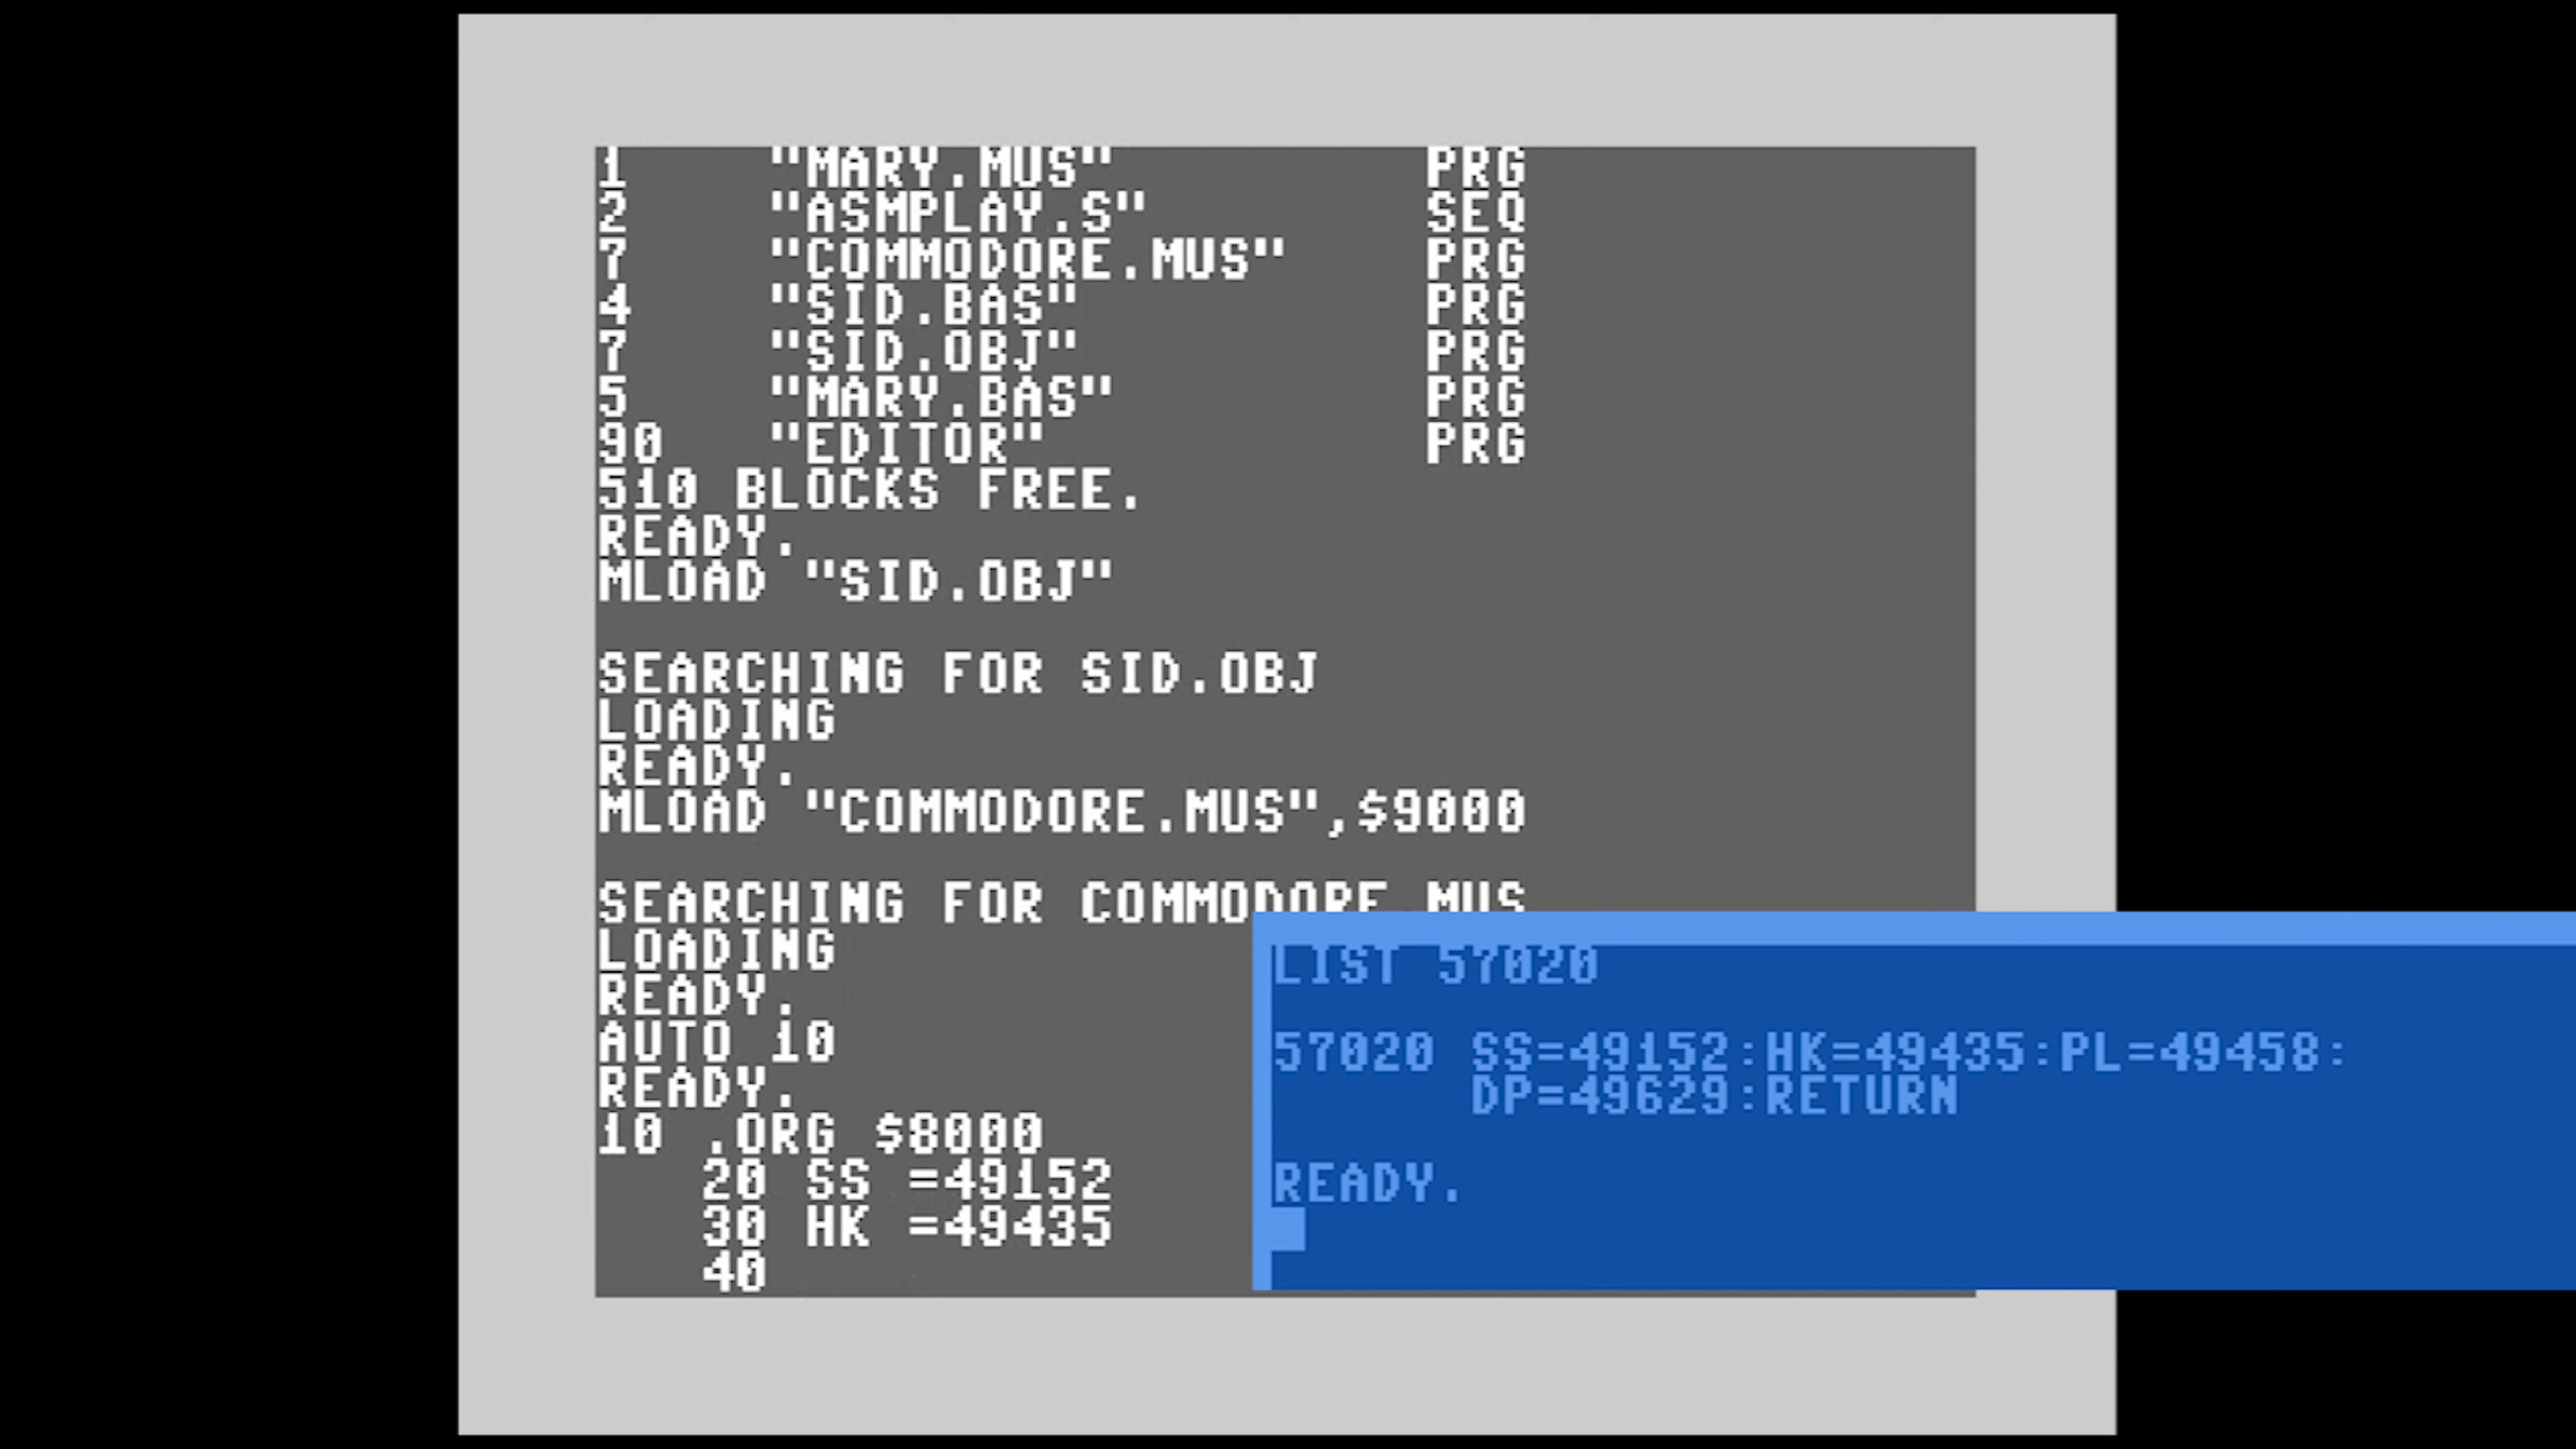 1    "MARY.MUS"         PRG
2    "ASMPLAY.S"        SEQ
7    "COMMODORE.MUS"    PRG
4    "SID.BAS"          PRG
7    "SID.OBJ"          PRG
5    "MARY.BAS"         PRG
90   "EDITOR"           PRG
510 BLOCKS FREE.
READY.
MLOAD "SID.OBJ"
SEARCHING FOR SID.OBJ
LOADING
READY.
MLOAD "COMMODORE.MUS",$9000
SEARCHING FOR COMMODORE.MUS
LOADING
READY.
AUTO 10
READY.
10 .ORG $8000
20 SS =49152
30 HK =49435
40
LIST 57020
57020 SS=49152:HK=49435:PL=49458:
DP=49629:RETURN
READY.